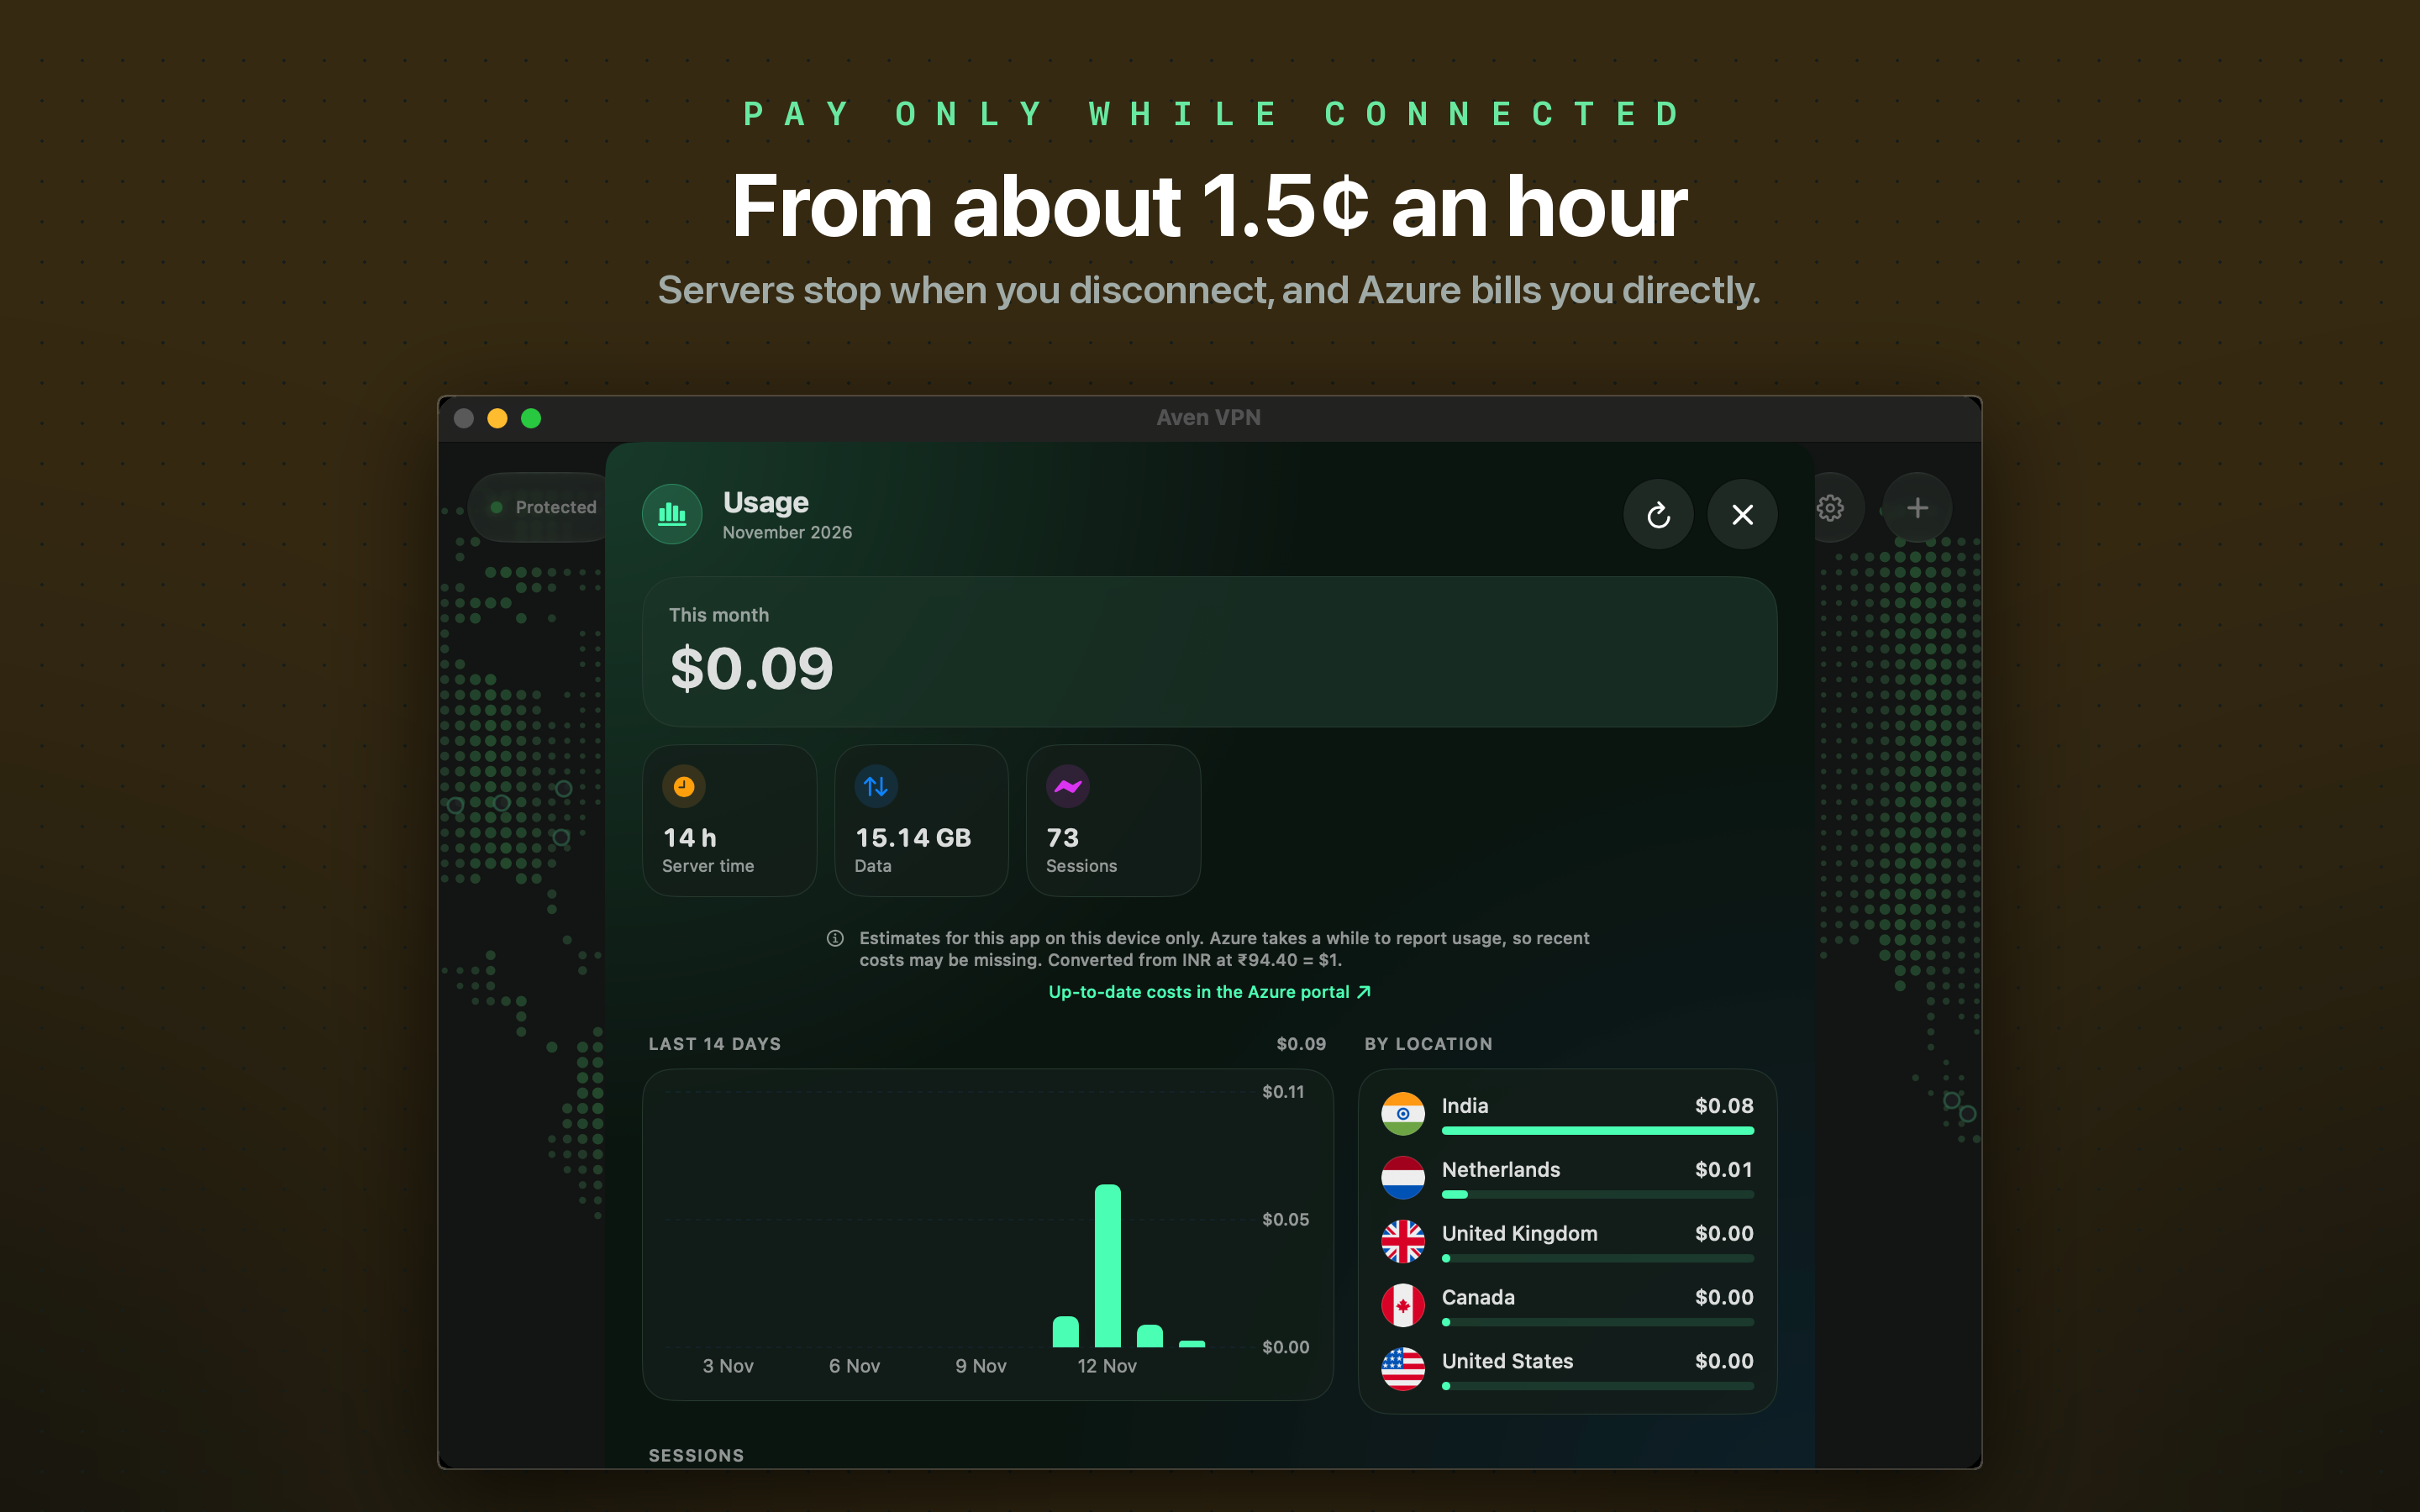 PAY ONLY WHILE CONNECTED
From about 1.5¢ an hour
Servers stop when you disconnect, and Azure bills you directly.
Aven VPN
Protected
Usage
November 2026
This month
$0.09
14 h
Server time
15.14 GB
Data
73
Sessions
Estimates for this app on this device only. Azure takes a while to report usage, so recent
costs may be missing. Converted from INR at ₹94.40 = $1.
Up-to-date costs in the Azure portal
LAST 14 DAYS
$0.09
$0.11
$0.05
$0.00
3 Nov
6 Nov
9 Nov
12 Nov
BY LOCATION
India
$0.08
Netherlands
$0.01
United Kingdom
$0.00
Canada
$0.00
United States
$0.00
SESSIONS